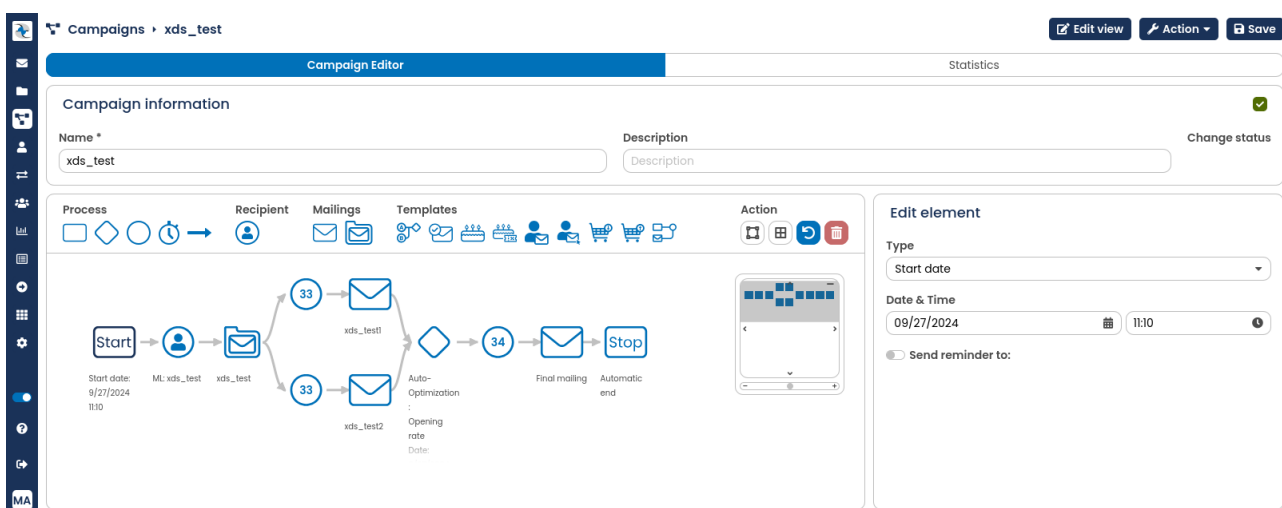 Campaigns › xds_test
Edit view
Action
Save
Campaign Editor
Statistics
Campaign information
Name *
Description
Change status
xds_test
Description
Process
Recipient
Mailings
Templates
Action
Edit element
Type
Start date
Date & Time
09/27/2024
11:10
Send reminder to:
33
xds_test1
Start
34
Stop
Start date:
9/27/2024
11:10
ML: xds_test
xds_test
33
xds_test2
Auto-
Optimization
:
Opening
rate
Date:
Final mailing
Automatic
end
MA